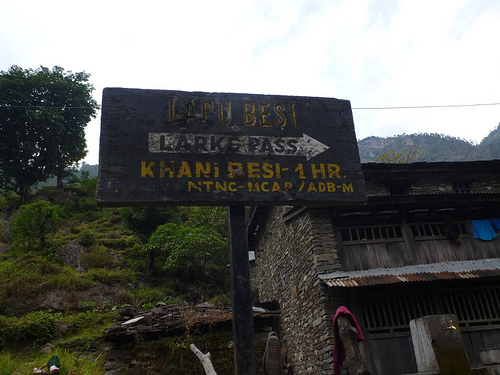 LAPU BESI
LARKE PASS
KHANI BESI-1 HR.
NTNC-MCAP/ADB-M